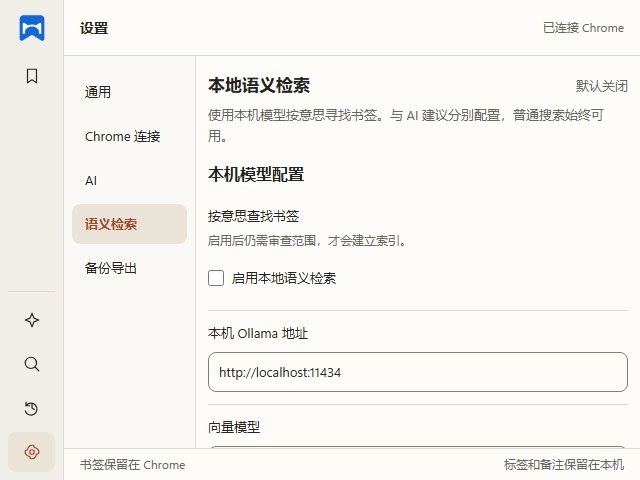 设置
已连接 Chrome
通用
Chrome 连接
AI
语义检索
备份导出
本地语义检索
默认关闭
使用本机模型按意思寻找书签。与 AI 建议分别配置，普通搜索始终可
用。
本机模型配置
按意思查找书签
启用后仍需审查范围，才会建立索引。
启用本地语义检索
本机 Ollama 地址
http://localhost:11434
向量模型
书签保留在 Chrome
标签和备注保留在本机